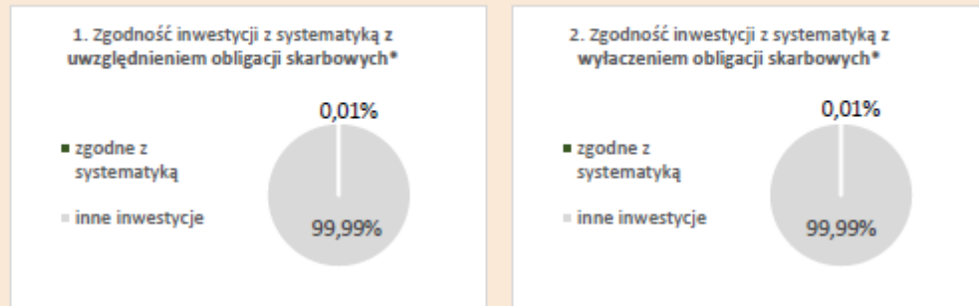 1. Zgodność inwestycji z systematyką z
uwzględnieniem obligacji skarbowych*
0,01%
zgodne z
systematyką
inne inwestycje
99,99%
2. Zgodność inwestycji z systematyką z
wyłaczeniem obligacji skarbowych*
0,01%
zgodne z
systematyką
inne inwestycje
99,99%